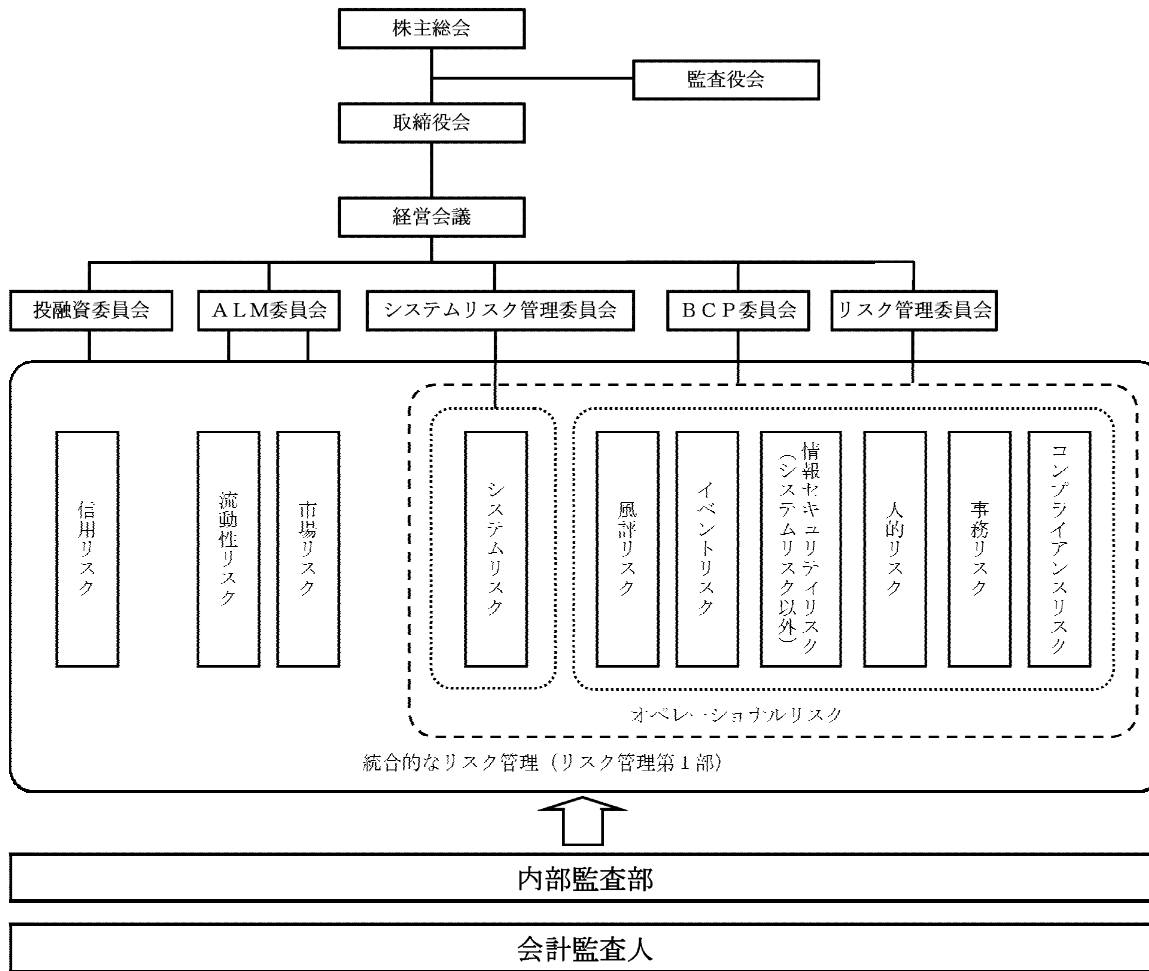 株主総会
監査役会
取締役会
経営会議
投融資委員会
ALM委員会
システムリスク管理委員会
BCP委員会
リスク管理委員会
信用リスク
流動性リスク
市場リスク
システムリスク
風評リスク
イベントリスク
情報セキュリティリスク
(システムリスク以外)
人的リスク
事務リスク
コンプライアンスリスク
オペレーショナルリスク
統合的なリスク管理(リスク管理第1部)
内部監査部
会計監査人